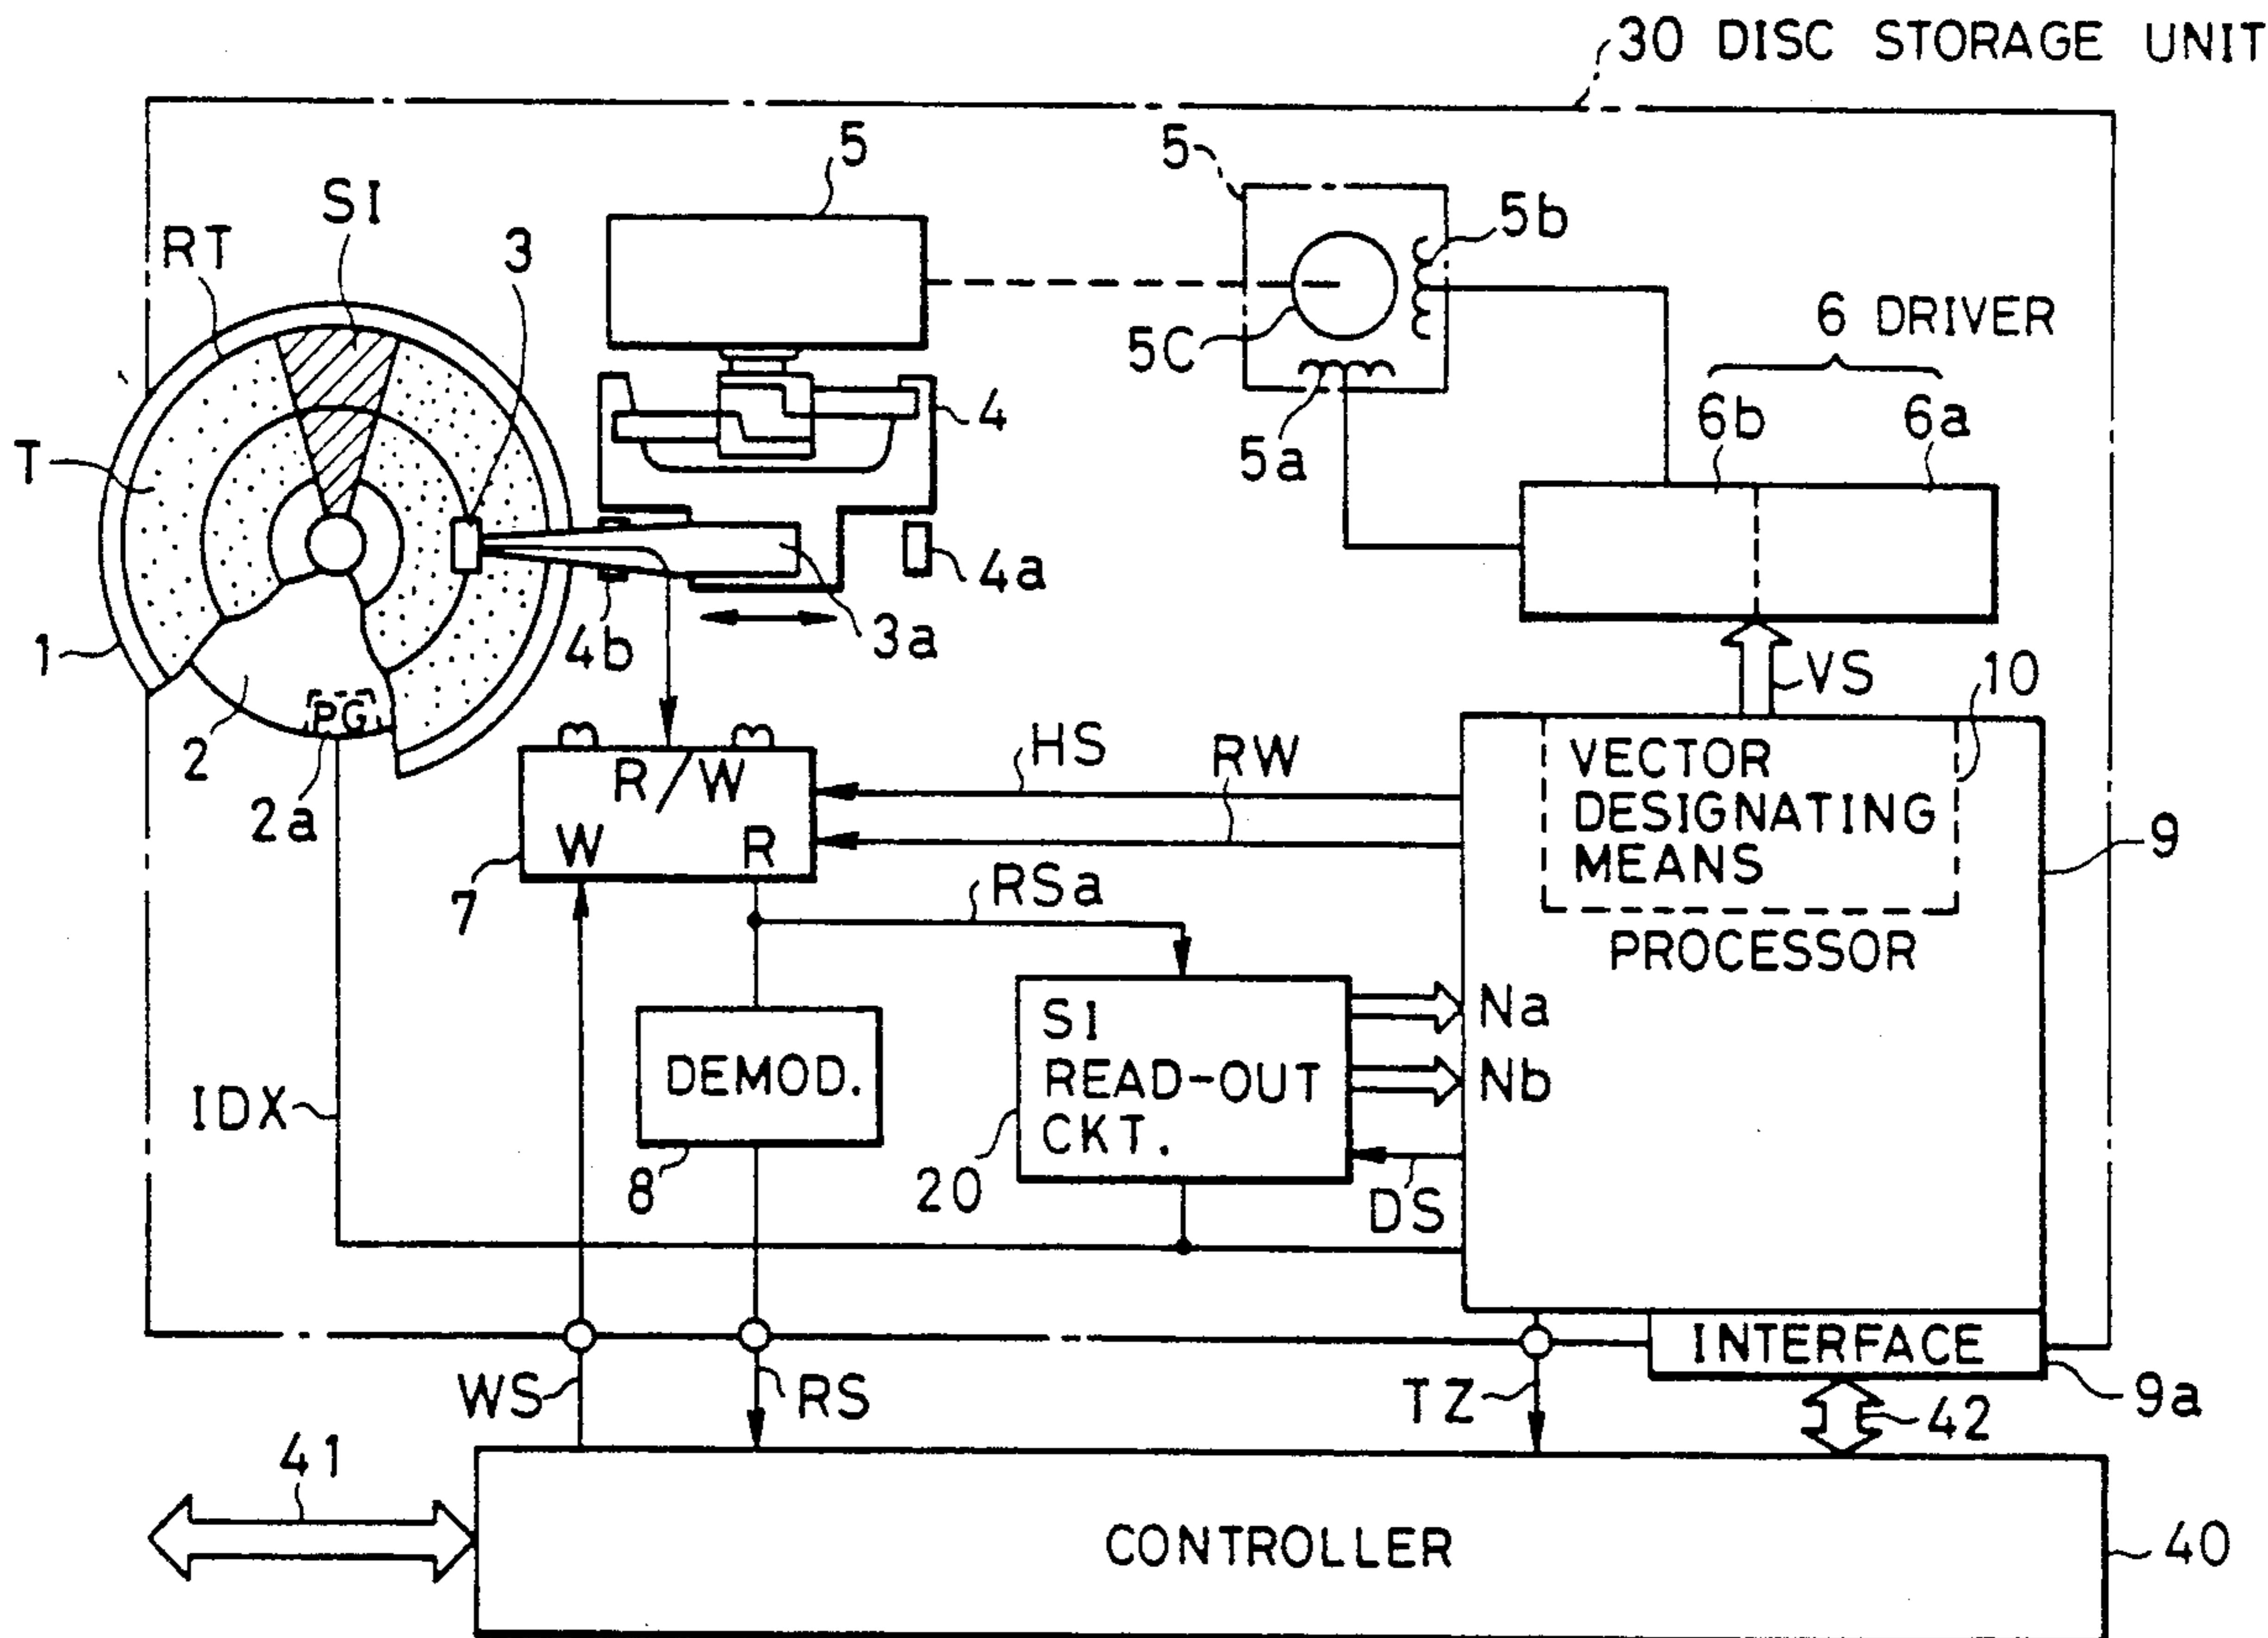 30 DISC STORAGE UNIT
5
5
SI
5b
RT
3
6 DRIVER
5C
4
6b
6a
T
5a
4a
1
4b
3a
VS
10
PG
2
HS
RW
VECTOR
DESIGNATING
MEANS
R/W
2a
9
W
R
7
RSa
PROCESSOR
SI
READ-OUT
CKT.
Na
DEMOD.
Nb
IDX
8
20
DS
INTERFACE
WS
RS
TZ
42
9a
41
CONTROLLER
40